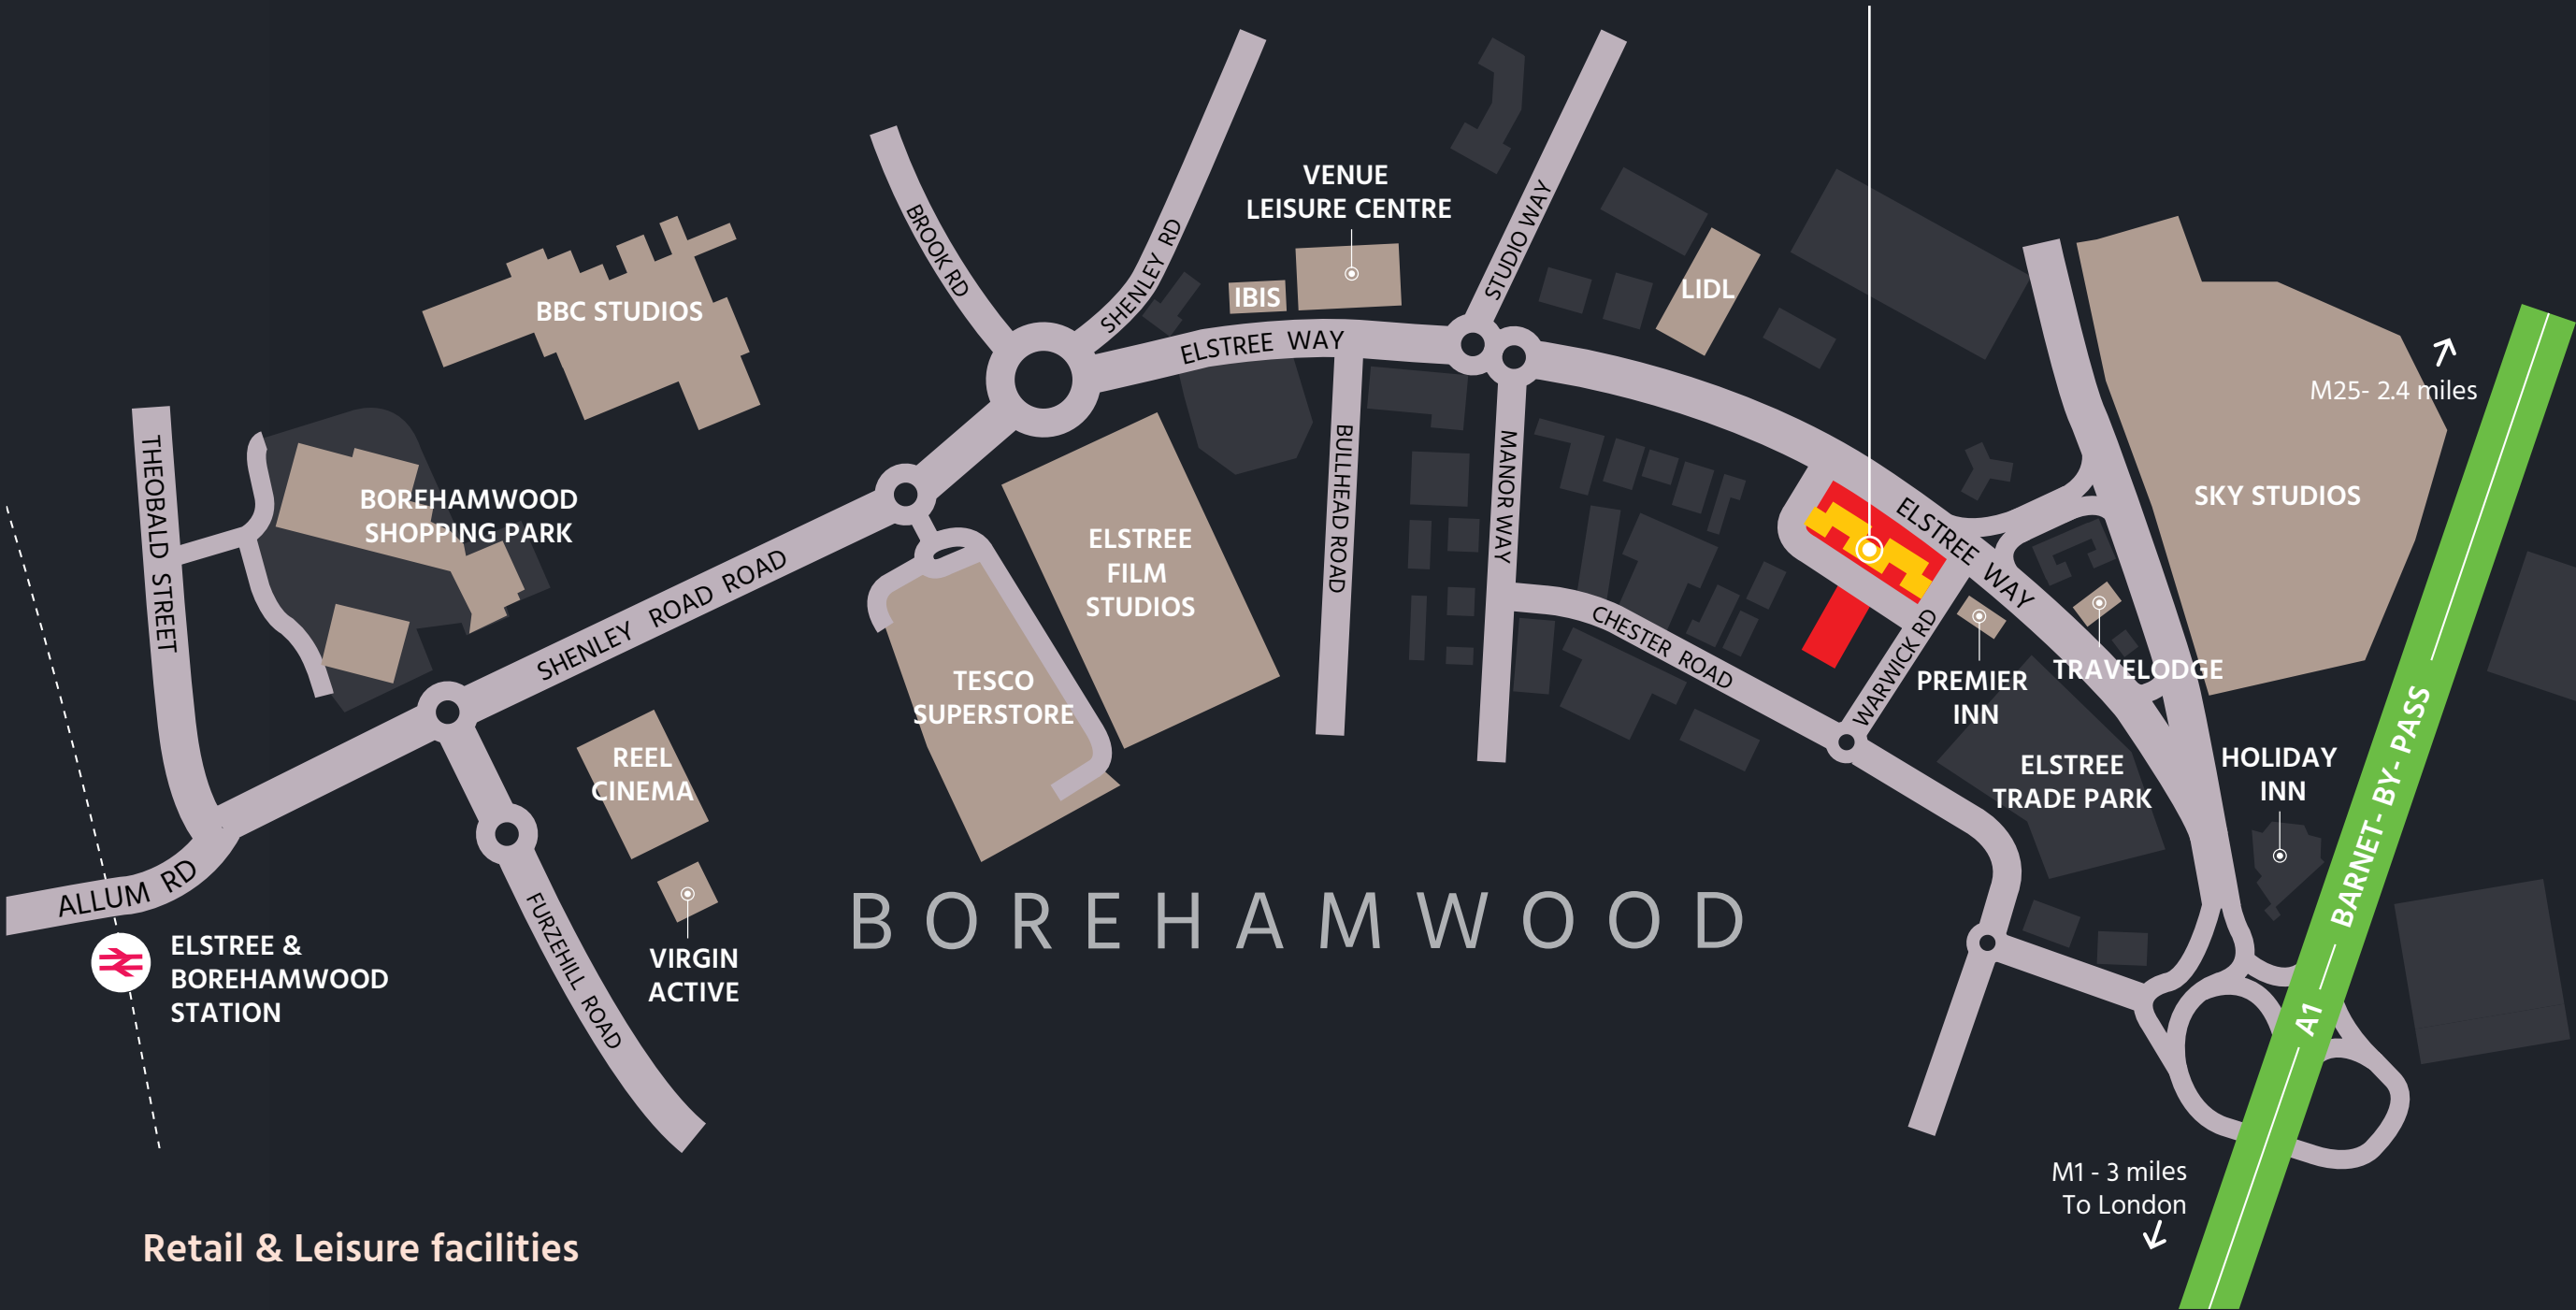 VENUE
LEISURE CENTRE
BROOK RD
SHENLEY RD
STUDIO WAY
IBIS
LIDL
BBC STUDIOS
ELSTREE WAY
M25- 2.4 miles
THEOBALD STREET
BOREHAMWOOD
SHOPPING PARK
BULLHEAD ROAD
MANOR WAY
ELSTREE WAY
SKY STUDIOS
ELSTREE
FILM
STUDIOS
SHENLEY ROAD ROAD
CHESTER ROAD
WARWICK RD
TESCO
SUPERSTORE
PREMIER
INN
TRAVELODGE
REEL
CINEMA
ELSTREE
TRADE PARK
HOLIDAY
INN
A1 BARNET- BY- PASS
ALLUM RD
FURZEHILL ROAD
BOREHAMWOOD
ELSTREE &
BOREHAMWOOD
STATION
VIRGIN
ACTIVE
M1 - 3 miles
To London
Retail & Leisure facilities